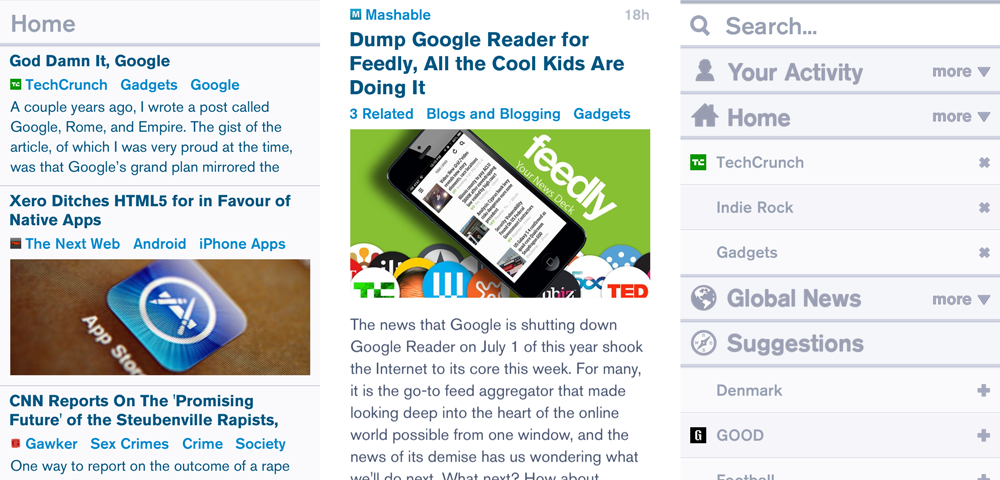 Home
God Damn It, Google
TechCrunch Gadgets Google
A couple years ago, I wrote a post called
Google, Rome, and Empire. The gist of the
article, of which I was very proud at the time,
was that Google's grand plan mirrored the
Xero Ditches HTML5 for in Favour of
Native Apps
The Next Web Android iPhone Apps
App Stor
CNN Reports On The 'Promising
Future' of the Steubenville Rapists,
Gawker Sex Crimes Crime Society
One way to report on the outcome of a rape
M Mashable 18h
Dump Google Reader for
Feedly, All the Cool Kids Are
Doing It
3 Related Blogs and Blogging Gadgets
feedly
Your News Deck
TC
ubiz
TED
The news that Google is shutting down
Google Reader on July 1 of this year shook
the Internet to its core this week. For many,
it is the go-to feed aggregator that made
looking deep into the heart of the online
world possible from one window, and the
news of its demise has us wondering what
we'll do next. What next? How about
Search...
Your Activity more
Home more
TC TechCrunch
Indie Rock
Gadgets
Global News more
Suggestions
Denmark
G GOOD
Football